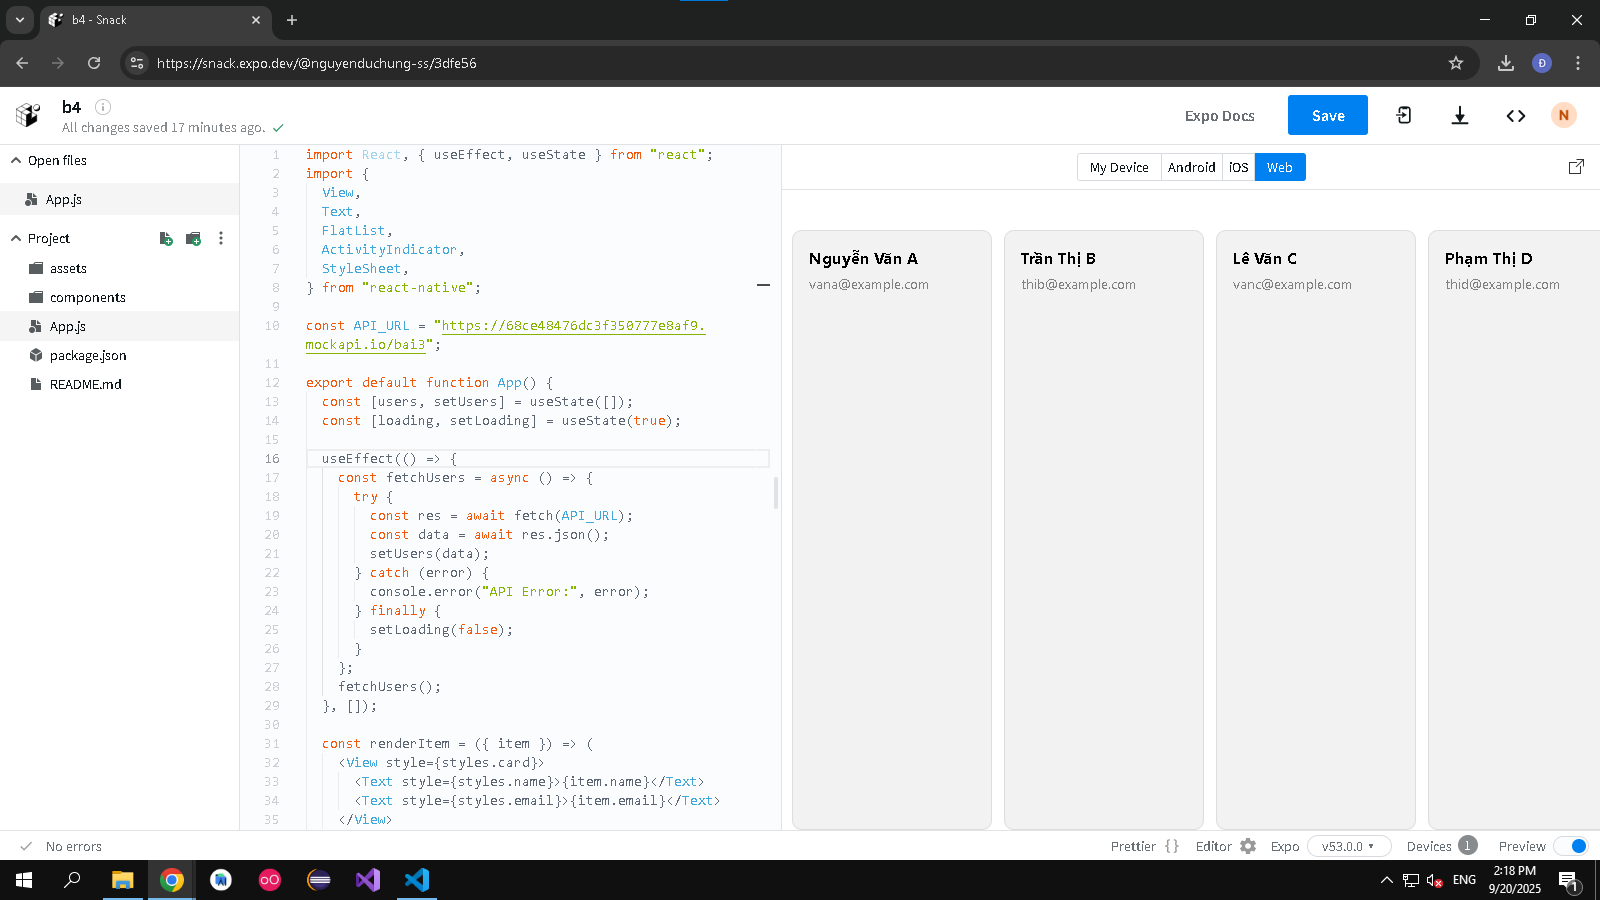 b4 - Snack
https://snack.expo.dev/@nguyenduchung-ss/3dfe56
Đ
b4
All changes saved 17 minutes ago.
Expo Docs
Save
N
Open files
App.js
Project
assets
components
App.js
package.json
README.md
1 import React, { useEffect, useState } from "react";
2 import {
3 View,
4 Text,
5 FlatList,
6 ActivityIndicator,
7 StyleSheet,
8 } from "react-native";
9
10 const API_URL = "https://68ce48476dc3f350777e8af9.
mockapi.io/bai3";
11
12 export default function App() {
13 const [users, setUsers] = useState([]);
14 const [loading, setLoading] = useState(true);
15
16 useEffect(() => {
17 const fetchUsers = async () => {
18 try {
19 const res = await fetch(API_URL);
20 const data = await res.json();
21 setUsers(data);
22 } catch (error) {
23 console.error("API Error:", error);
24 } finally {
25 setLoading(false);
26 }
27 };
28 fetchUsers();
29 }, []);
30
31 const renderItem = ({ item }) => (
32 <View style={styles.card}>
33 <Text style={styles.name}>{item.name}</Text>
34 <Text style={styles.email}>{item.email}</Text>
35 </View>
My Device Android iOS Web
Nguyễn Văn A
vana@example.com
Trần Thị B
thib@example.com
Lê Văn C
vanc@example.com
Phạm Thị D
thid@example.com
No errors
Prettier {} Editor Expo v53.0.0 Devices 1 Preview
ENG
2:18 PM
9/20/2025
1